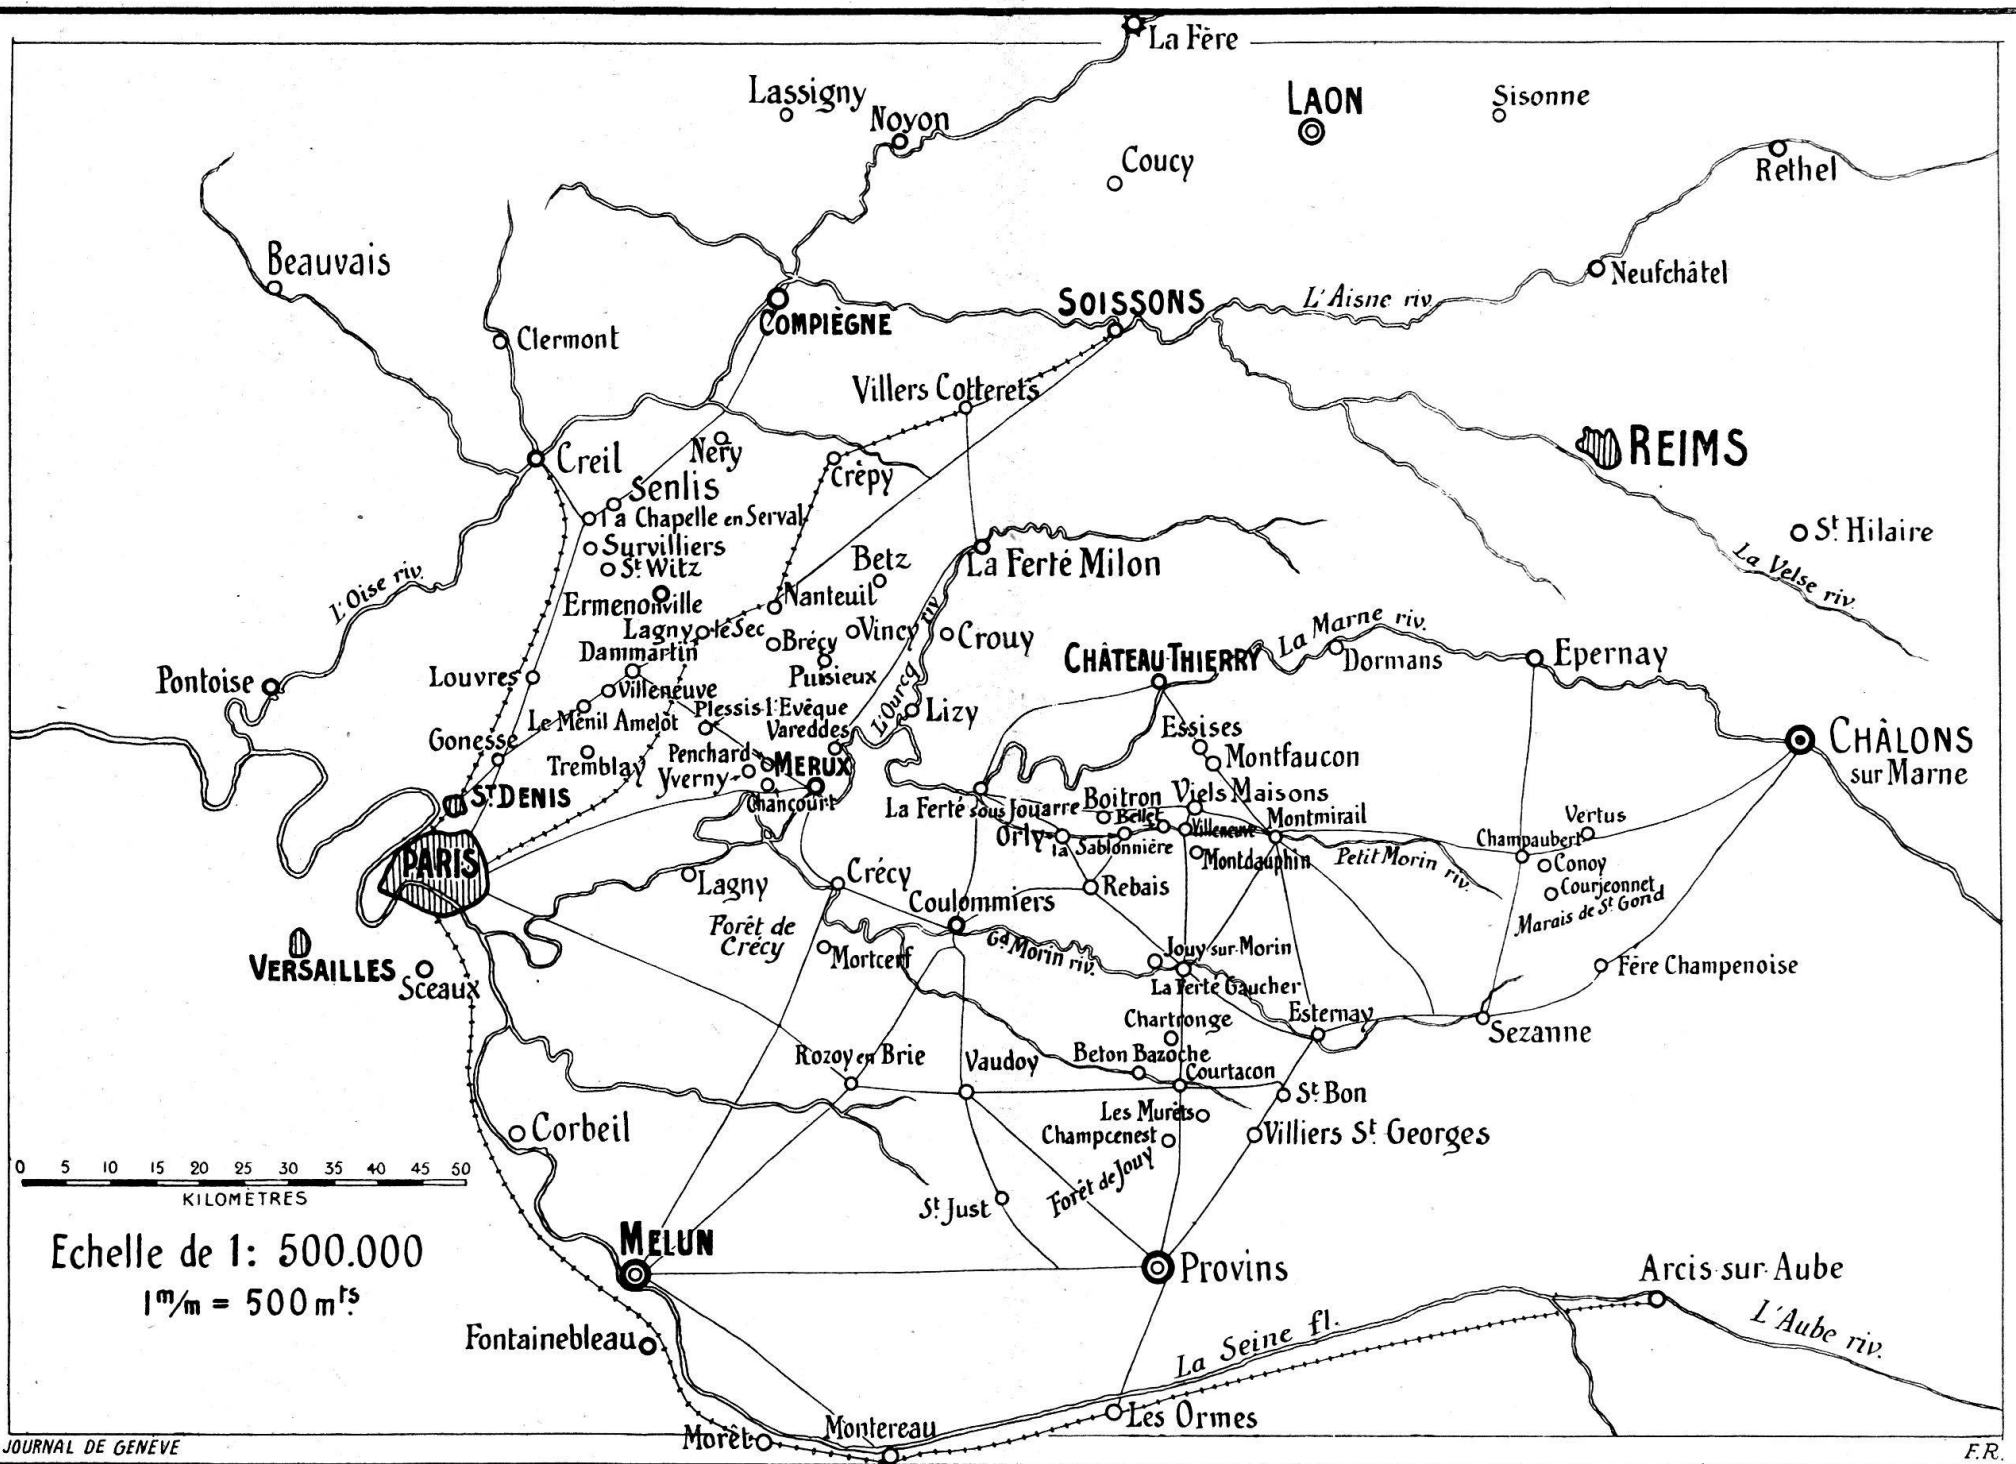 La Fère
Lassigny
LAON
Sisonne
Noyon
Coucy
Rethel
Beauvais
Neufchâtel
SOISSONS
L'Aisne riv.
COMPIÈGNE
Clermont
Villers Cotterets
REIMS
Nery
Creil
Crèpy
Senlis
la Chapelle en Serval
St Hilaire
Survilliers
La Velse riv.
Betz
La Ferté Milon
St Witz
L'Oise riv.
Ermenonville
Nanteuil
Lagny le Sec
Brécy
Vincy
Crouy
La Marne riv.
Dammartin
CHÂTEAU-THIERRY
Dormans
Epernay
Pontoise
Louvres
Villeneuve
Puisieux
Plessis-l'Evêque
L'Ourcq riv.
Lizy
Le Ménil Amelot
Vareddes
Essises
Gonesse
Penchard
CHÂLONS
sur Marne
Tremblay
Yverny
MERUX
Montfaucon
St DENIS
Chancourt
La Ferté sous Jouarre
Boitron
Viels Maisons
Bellet
Montmirail
Vertus
Orly
la Sablonnière
Villeneuve
Champaubert
PARIS
Montdauphin
Petit Morin riv.
Conoy
Lagny
Crécy
Rebais
Courjeonnet
Coulommiers
Marais de St Gond
Forêt de
Crécy
Gd Morin riv.
Jouy-sur-Morin
VERSAILLES
Mortcerf
Fére Champenoise
Sceaux
La Ferté Gaucher
Chartronge
Esternay
Sezanne
Rozoy en Brie
Vaudoy
Beton Bazoche
Courtacon
St Bon
Les Murêts
Corbeil
Champcenest
Villiers St Georges
Forêt de Jouy
St Just
0 5 10 15 20 25 30 35 40 45 50
KILOMÈTRES
MELUN
Echelle de 1: 500.000
1 m/m = 500 mts.
Provins
Arcis-sur-Aube
Fontainebleau
La Seine fl.
L'Aube riv.
Les Ormes
Morêt
Montereau
JOURNAL DE GENÈVE
F.R.